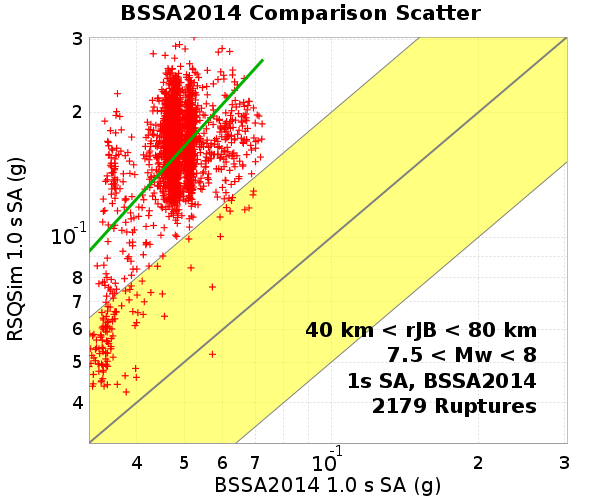 BSSA2014 Comparison Scatter
RSQSim 1.0 s SA (g)
3
2
10⁻¹
8
7
6
5
4
40 km < rJB < 80 km
7.5 < Mw < 8
1s SA, BSSA2014
2179 Ruptures
4 5 6 7 10⁻¹ 2 3
BSSA2014 1.0 s SA (g)